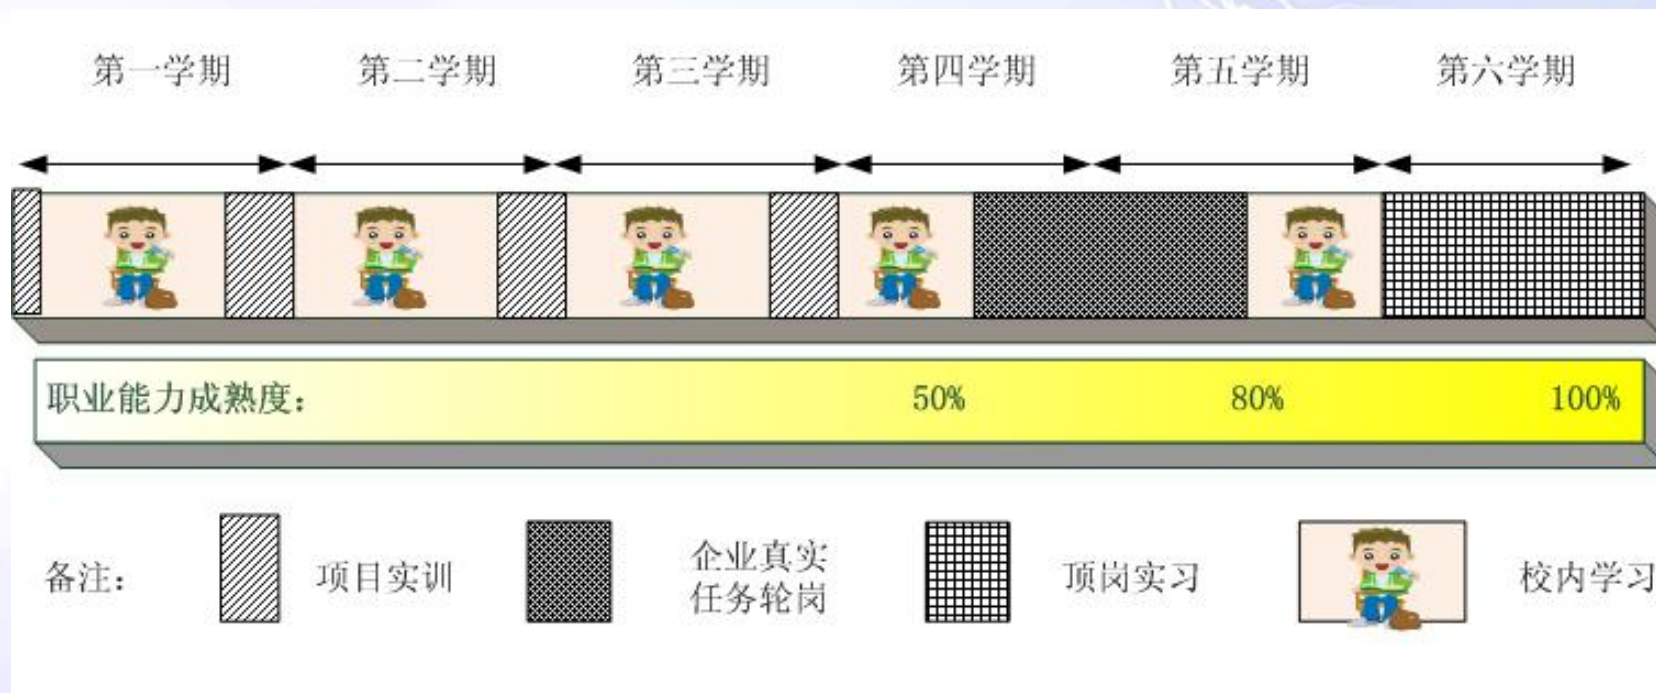 第一学期 第二学期 第三学期 第四学期 第五学期 第六学期
职业能力成熟度： 50% 80% 100%
备注： 项目实训 企业真实 任务轮岗 顶岗实习 校内学习